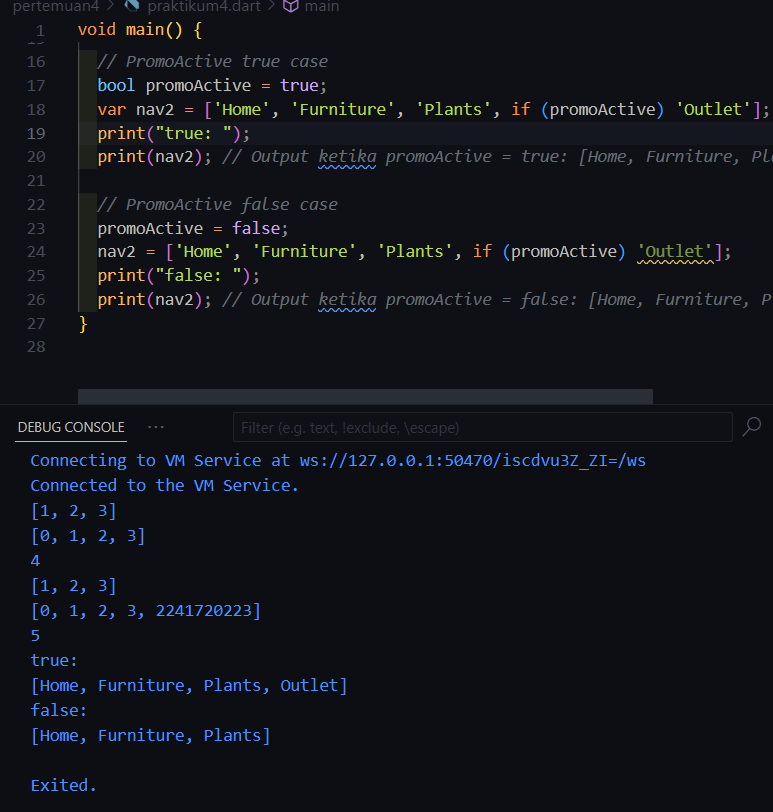 pertemuan4 > praktikum4.dart > main
1 void main() {
15
16 // PromoActive true case
17 bool promoActive = true;
18 var nav2 = ['Home', 'Furniture', 'Plants', if (promoActive) 'Outlet'];
19 print("true: ");
20 print(nav2); // Output ketika promoActive = true: [Home, Furniture, Pla
21
22 // PromoActive false case
23 promoActive = false;
24 nav2 = ['Home', 'Furniture', 'Plants', if (promoActive) 'Outlet'];
25 print("false: ");
26 print(nav2); // Output ketika promoActive = false: [Home, Furniture, P
27 }
28
DEBUG CONSOLE ... Filter (e.g. text, !exclude, \escape)
Connecting to VM Service at ws://127.0.0.1:50470/iscdvu3Z_ZI=/ws
Connected to the VM Service.
[1, 2, 3]
[0, 1, 2, 3]
4
[1, 2, 3]
[0, 1, 2, 3, 2241720223]
5
true:
[Home, Furniture, Plants, Outlet]
false:
[Home, Furniture, Plants]
Exited.